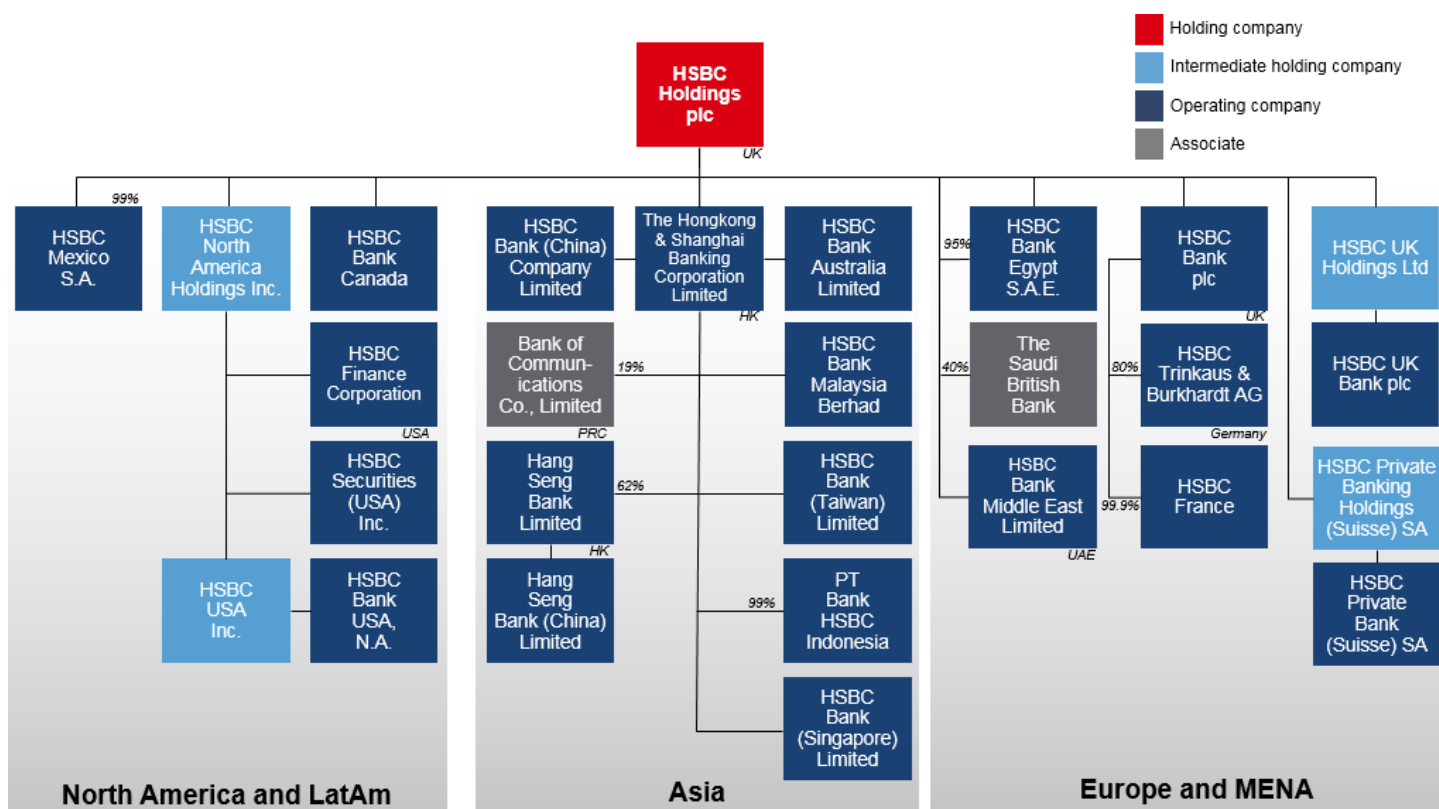 Holding company
Intermediate holding company
Operating company
Associate
HSBC
Holdings
plc
UK
99%
HSBC
Mexico
S.A.
HSBC
North
America
Holdings Inc.
HSBC
Bank
Canada
HSBC
Finance
Corporation
USA
HSBC
Securities
(USA)
Inc.
HSBC
USA
Inc.
HSBC
Bank
USA,
N.A.
North America and LatAm
HSBC
Bank (China)
Company
Limited
The Hongkong
& Shanghai
Banking
Corporation
Limited
HK
HSBC
Bank
Australia
Limited
Bank of
Commun-
ications
Co., Limited
19%
PRC
HSBC
Bank
Malaysia
Berhad
Hang
Seng
Bank
Limited
62%
HK
HSBC
Bank
(Taiwan)
Limited
Hang
Seng
Bank (China)
Limited
99%
PT
Bank
HSBC
Indonesia
HSBC
Bank
(Singapore)
Limited
Asia
95%
HSBC
Bank
Egypt
S.A.E.
HSBC
Bank
plc
UK
HSBC UK
Holdings Ltd
40%
The
Saudi
British
Bank
80%
HSBC
Trinkaus &
Burkhardt AG
Germany
HSBC UK
Bank plc
HSBC
Bank
Middle East
Limited
UAE
99.9%
HSBC
France
HSBC Private
Banking
Holdings
(Suisse) SA
HSBC
Private
Bank
(Suisse) SA
Europe and MENA